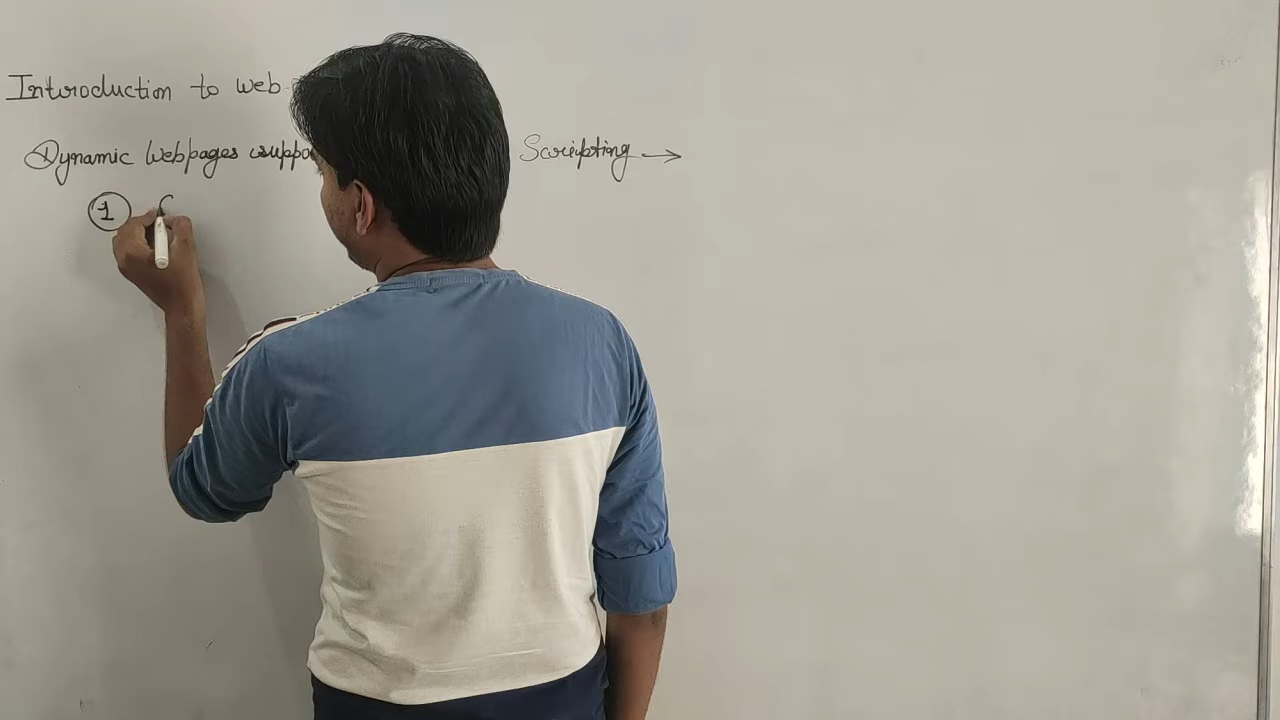 Introduction to web
Dynamic Webpages suppo Scripting →
①